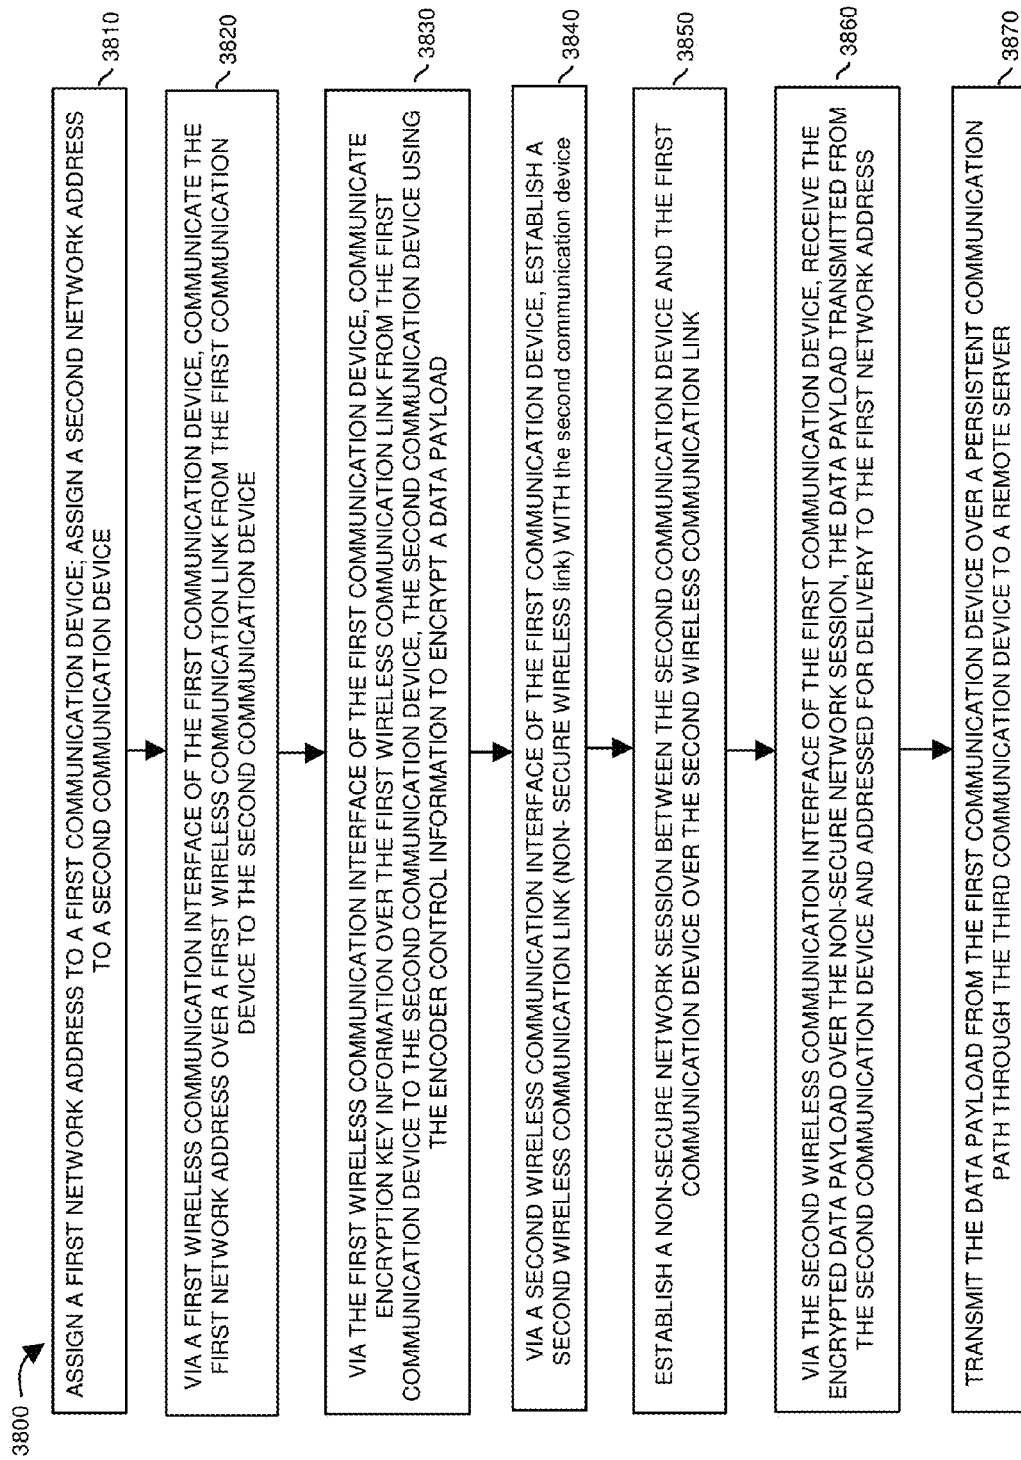 3800
ASSIGN A FIRST NETWORK ADDRESS TO A FIRST COMMUNICATION DEVICE; ASSIGN A SECOND NETWORK ADDRESS
TO A SECOND COMMUNICATION DEVICE
3810
VIA A FIRST WIRELESS COMMUNICATION INTERFACE OF THE FIRST COMMUNICATION DEVICE, COMMUNICATE THE
FIRST NETWORK ADDRESS OVER A FIRST WIRELESS COMMUNICATION LINK FROM THE FIRST COMMUNICATION
DEVICE TO THE SECOND COMMUNICATION DEVICE
3820
VIA THE FIRST WIRELESS COMMUNICATION INTERFACE OF THE FIRST COMMUNICATION DEVICE, COMMUNICATE
ENCRYPTION KEY INFORMATION OVER THE FIRST WIRELESS COMMUNICATION LINK FROM THE FIRST
COMMUNICATION DEVICE TO THE SECOND COMMUNICATION DEVICE, THE SECOND COMMUNICATION DEVICE USING
THE ENCODER CONTROL INFORMATION TO ENCRYPT A DATA PAYLOAD
3830
VIA A SECOND WIRELESS COMMUNICATION INTERFACE OF THE FIRST COMMUNICATION DEVICE, ESTABLISH A
SECOND WIRELESS COMMUNICATION LINK (NON- SECURE WIRELESS link) WITH the second communication device
3840
ESTABLISH A NON-SECURE NETWORK SESSION BETWEEN THE SECOND COMMUNICATION DEVICE AND THE FIRST
COMMUNICATION DEVICE OVER THE SECOND WIRELESS COMMUNICATION LINK
3850
VIA THE SECOND WIRELESS COMMUNICATION INTERFACE OF THE FIRST COMMUNICATION DEVICE, RECEIVE THE
ENCRYPTED DATA PAYLOAD OVER THE NON-SECURE NETWORK SESSION, THE DATA PAYLOAD TRANSMITTED FROM
THE SECOND COMMUNICATION DEVICE AND ADDRESSED FOR DELIVERY TO THE FIRST NETWORK ADDRESS
3860
TRANSMIT THE DATA PAYLOAD FROM THE FIRST COMMUNICATION DEVICE OVER A PERSISTENT COMMUNICATION
PATH THROUGH THE THIRD COMMUNICATION DEVICE TO A REMOTE SERVER
3870